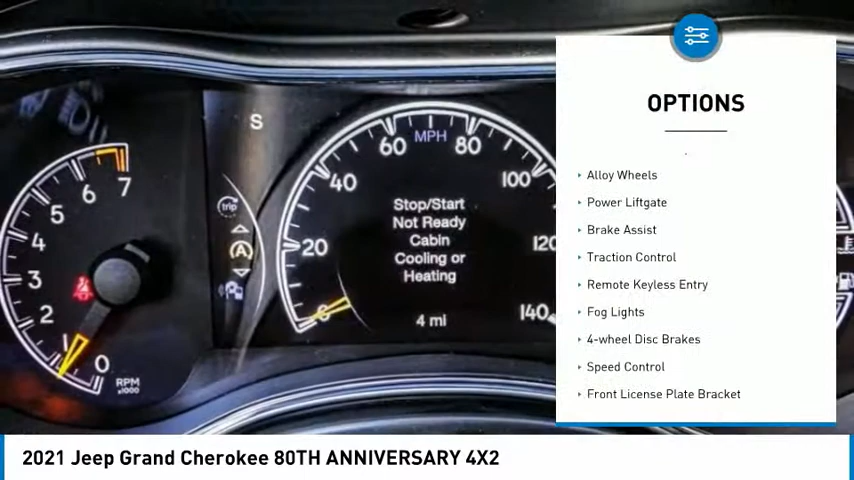 S
MPH
60
80
40
100
20
120
0
140
7
6
5
4
3
2
1
0
RPM
x1000
trip
(A)
Stop/Start
Not Ready
Cabin
Cooling or
Heating
4 mi
OPTIONS
Alloy Wheels
Power Liftgate
Brake Assist
Traction Control
Remote Keyless Entry
Fog Lights
4-wheel Disc Brakes
Speed Control
Front License Plate Bracket
2021 Jeep Grand Cherokee 80TH ANNIVERSARY 4X2